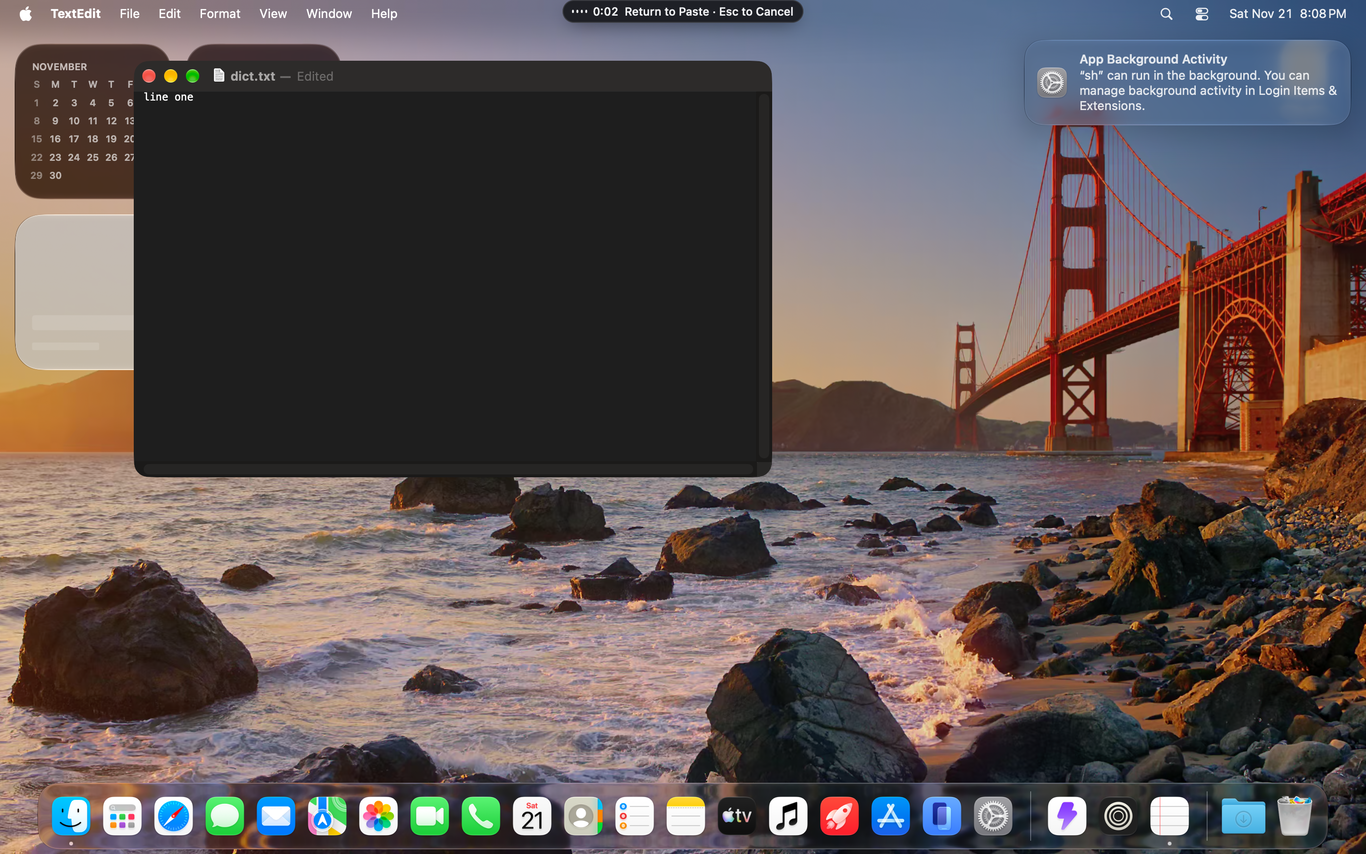 TextEdit File Edit Format View Window Help
0:02 Return to Paste · Esc to Cancel
Sat Nov 21 8:08 PM
NOVEMBER
S M T W T F
1 2 3 4 5 6
8 9 10 11 12 13
15 16 17 18 19 20
22 23 24 25 26 27
29 30
dict.txt — Edited
line one
App Background Activity
“sh” can run in the background. You can
manage background activity in Login Items &
Extensions.
Sat
21
tv